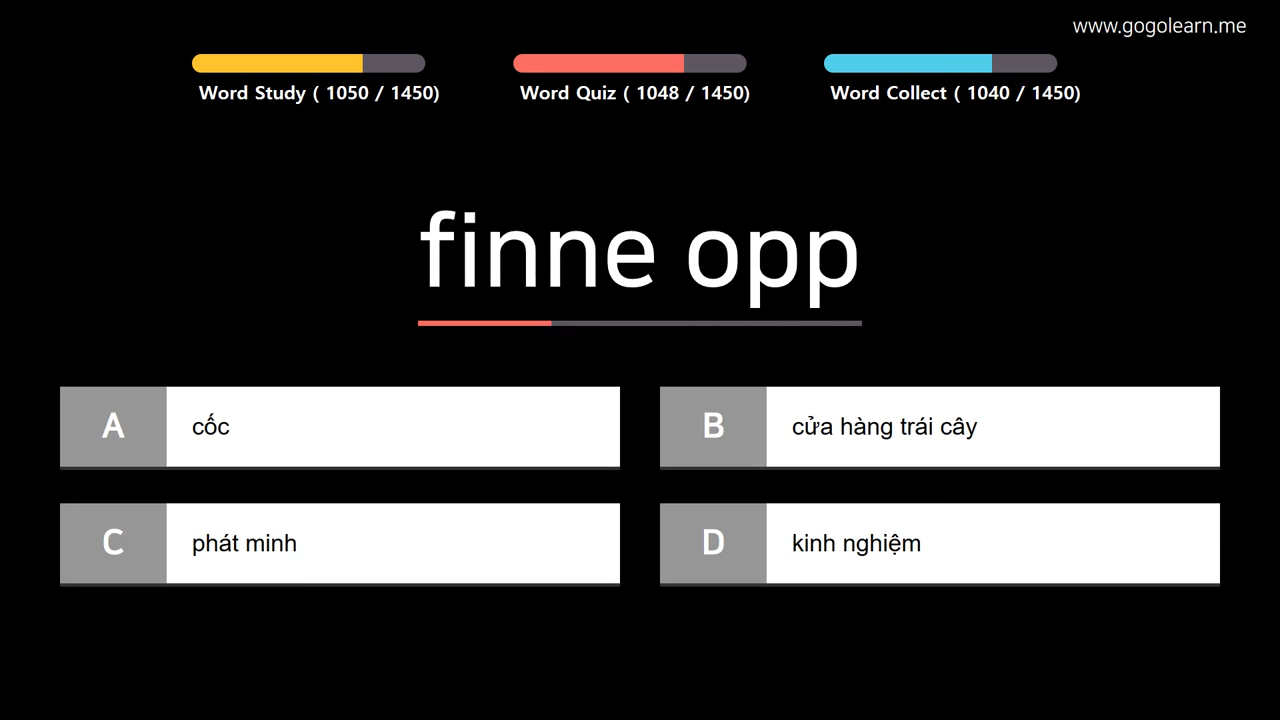 www.gogolearn.me
Word Study ( 1050 / 1450)
Word Quiz ( 1048 / 1450)
Word Collect ( 1040 / 1450)
finne opp
A cốc
B cửa hàng trái cây
C phát minh
D kinh nghiệm